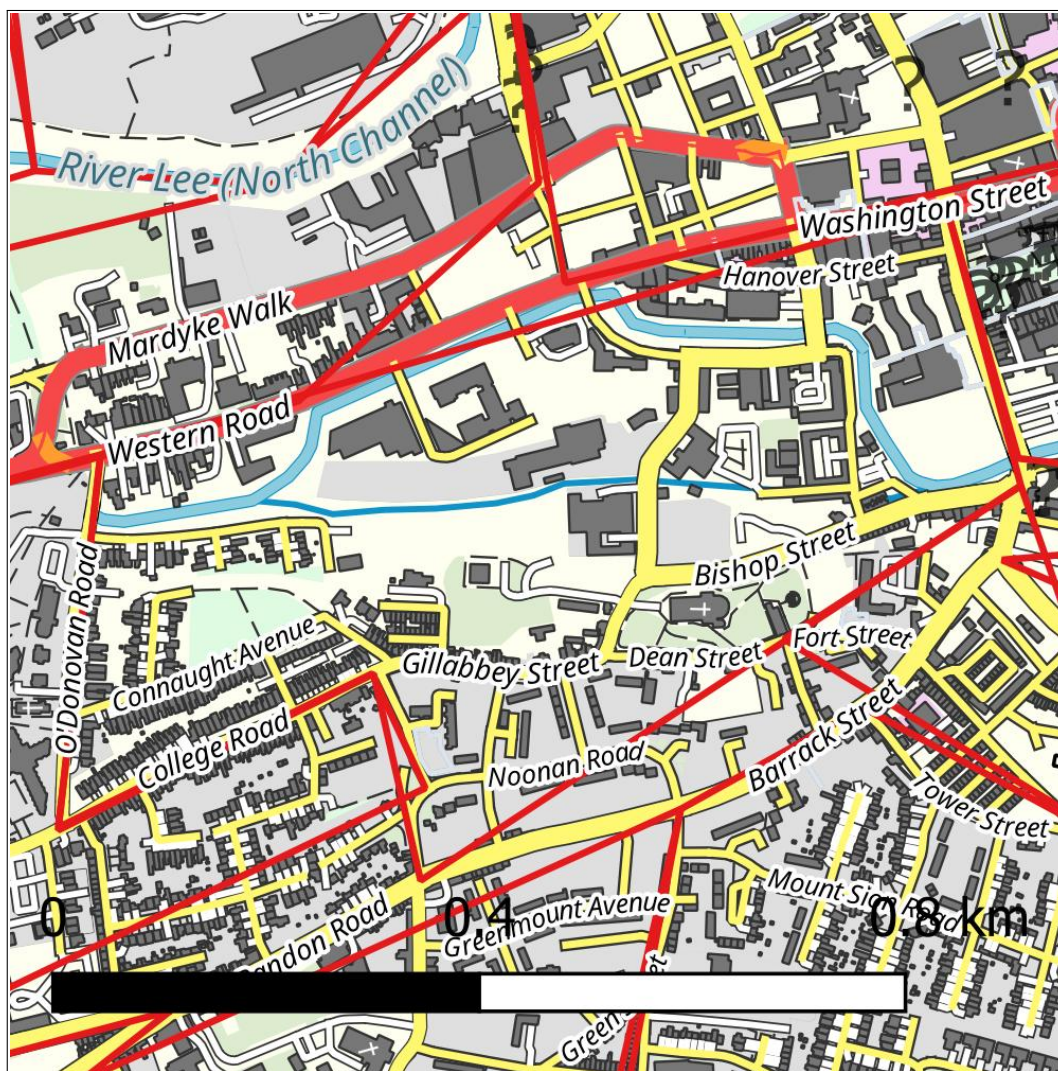 River Lee (North Channel)
Washington Street
Hanover Street
Mardyke Walk
Western Road
Bishop Street
O'Donovan Road
Connaught Avenue
Gillabbey Street
Dean Street
Fort Street
College Road
Noonan Road
Barrack Street
Tower Street
Mount Sion Road
Greenmount Avenue
0
0.4
0.8 km